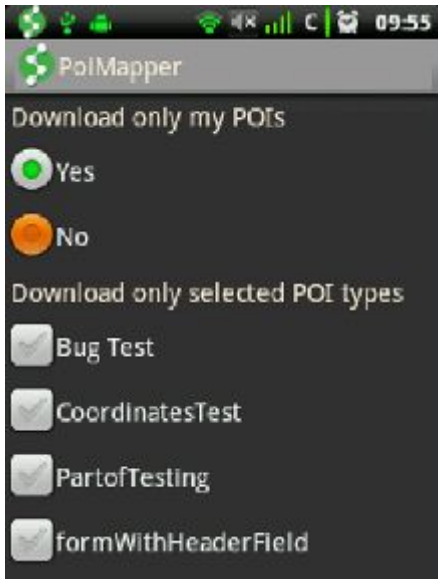 C 09:55
PoiMapper
Download only my POIs
Yes
No
Download only selected POI types
Bug Test
CoordinatesTest
PartofTesting
formWithHeaderField